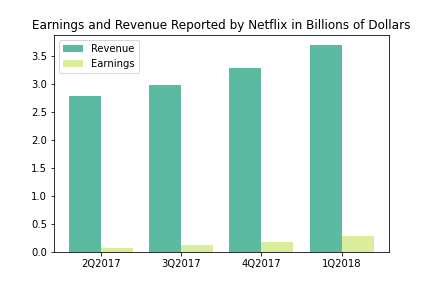 Earnings and Revenue Reported by Netflix in Billions of Dollars
Revenue
Earnings
3.5
3.0
2.5
2.0
1.5
1.0
0.5
0.0
2Q2017 3Q2017 4Q2017 1Q2018